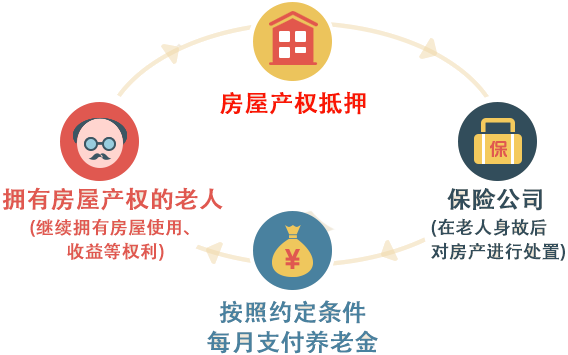 房屋产权抵押
保
拥有房屋产权的老人
(继续拥有房屋使用、
收益等权利)
保险公司
(在老人身故后
对房产进行处置)
¥
按照约定条件
每月支付养老金